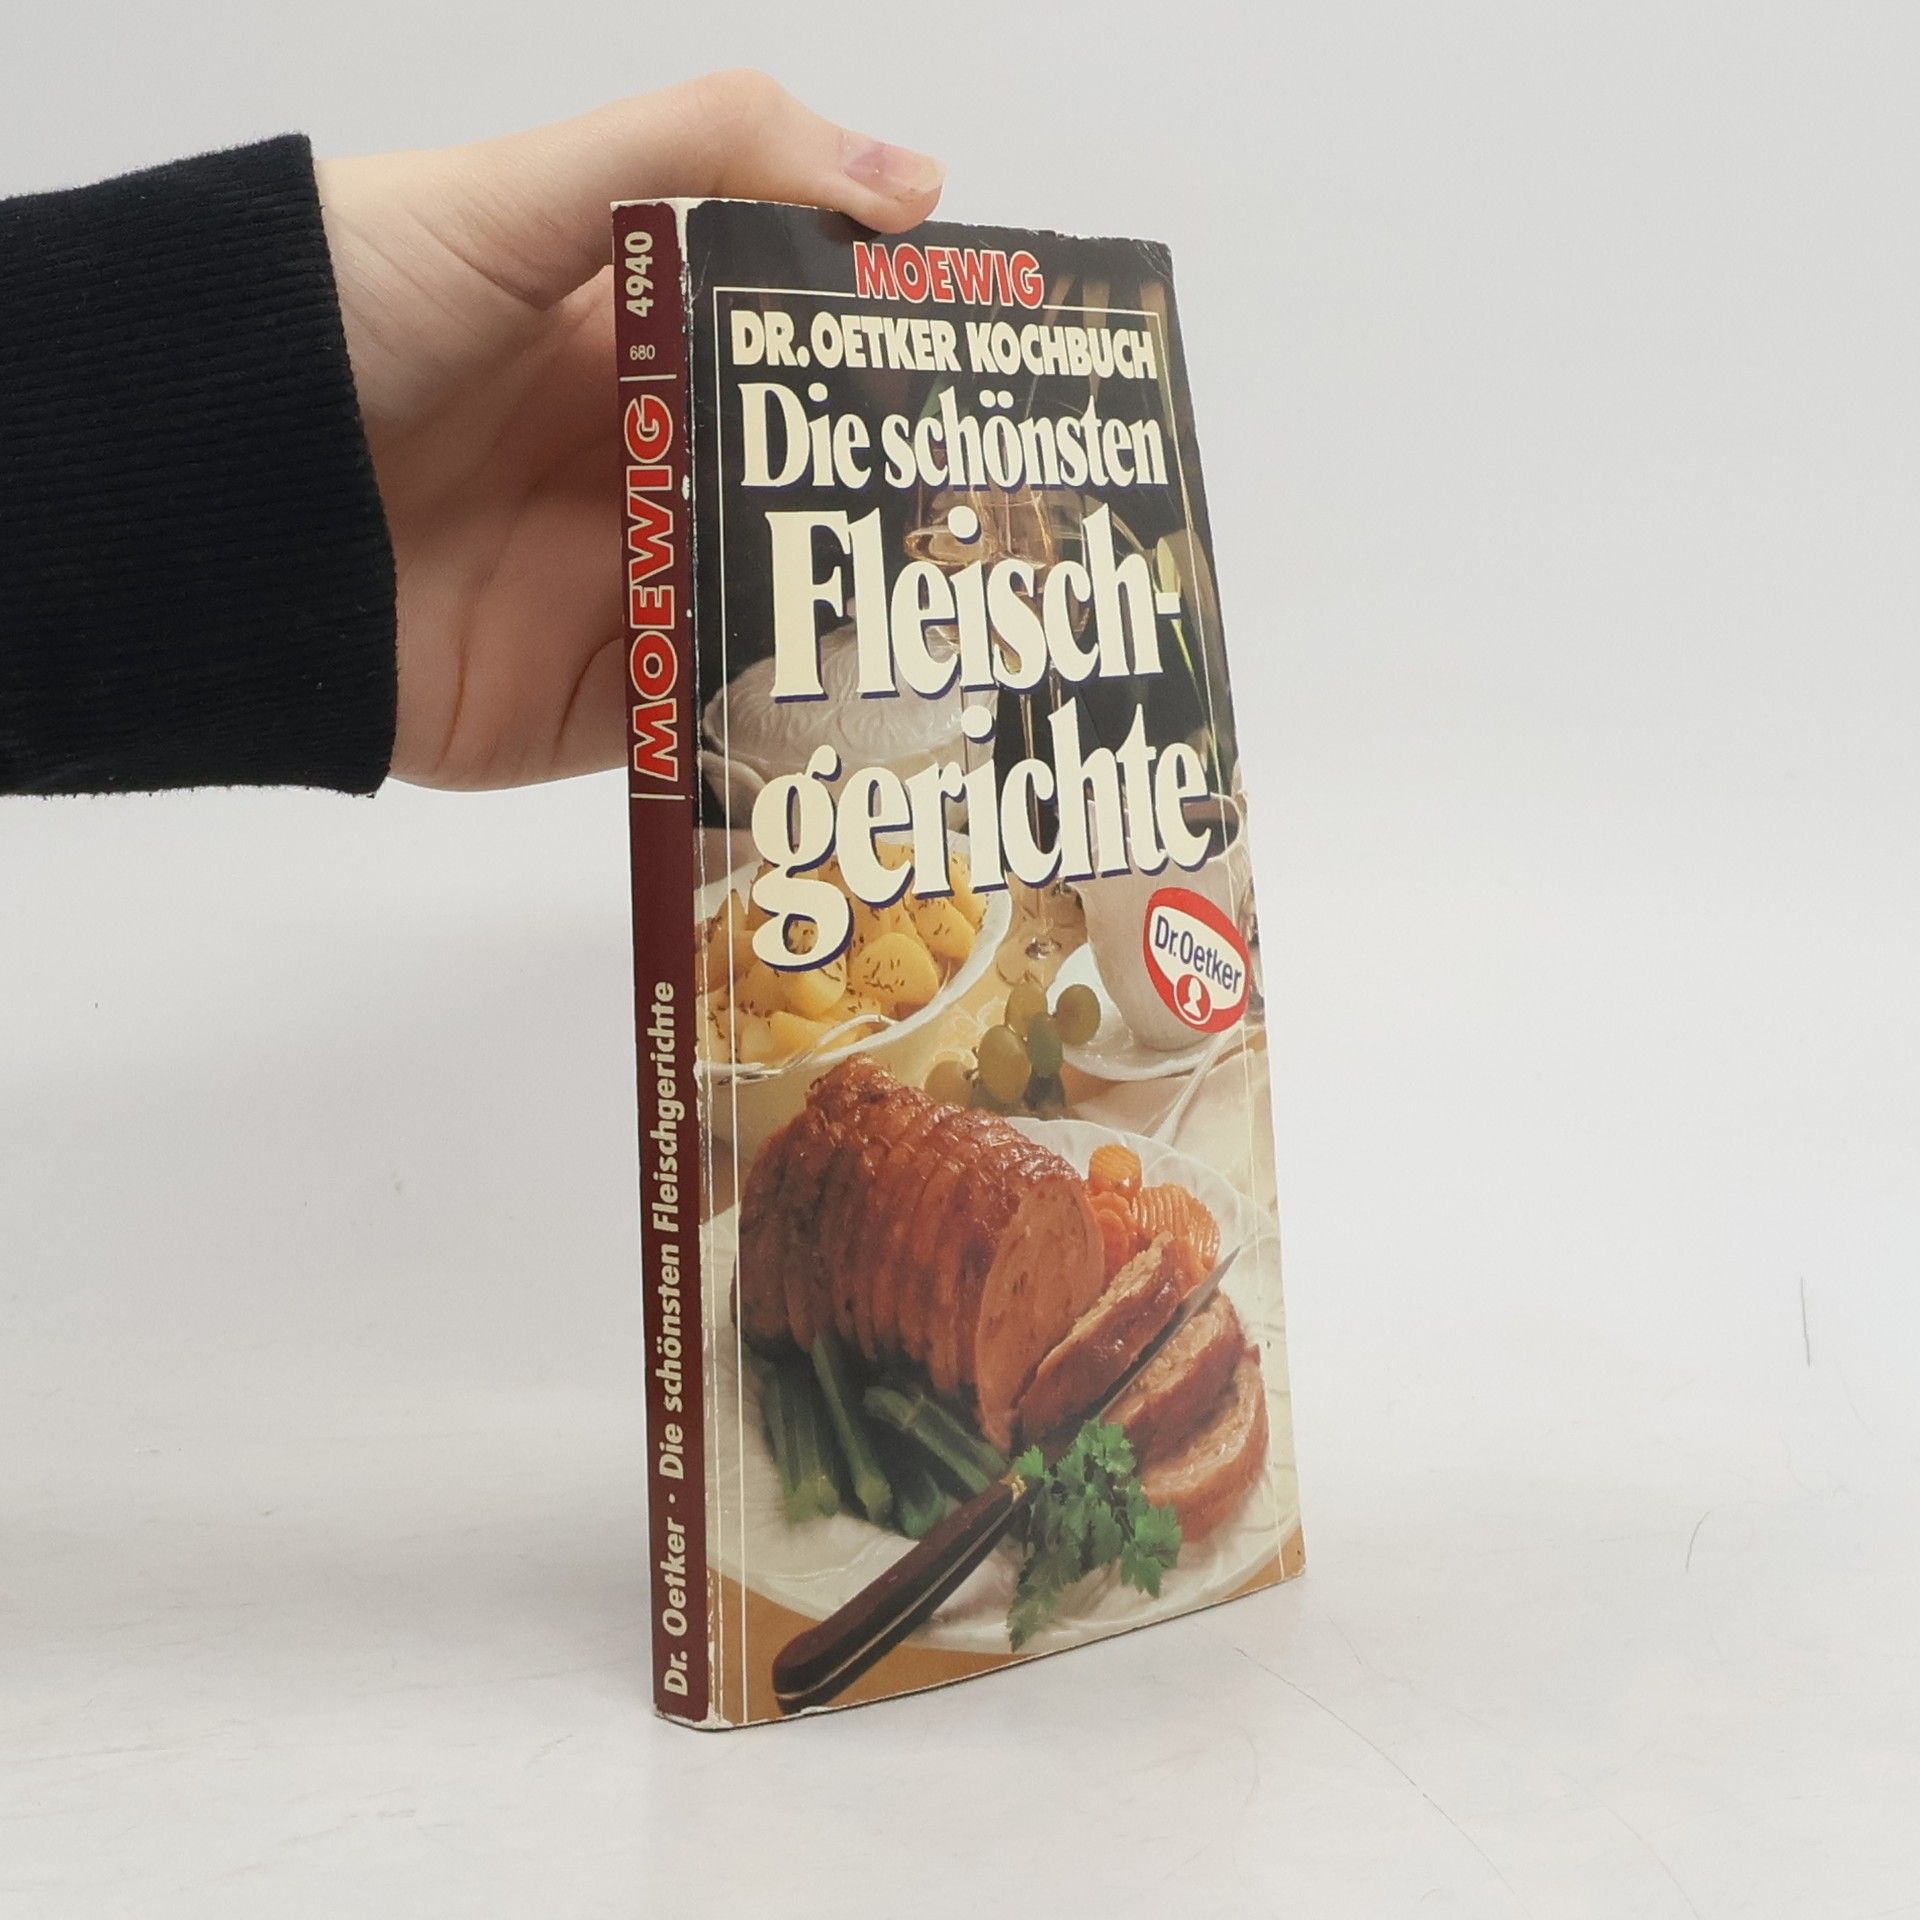 MOEWIG
DR. OETKER KOCHBUCH
Die schönsten
Fleisch-
gerichte
Dr. Oetker
Dr. Oetker · Die schönsten Fleischgerichte
MOEWIG
680
4940